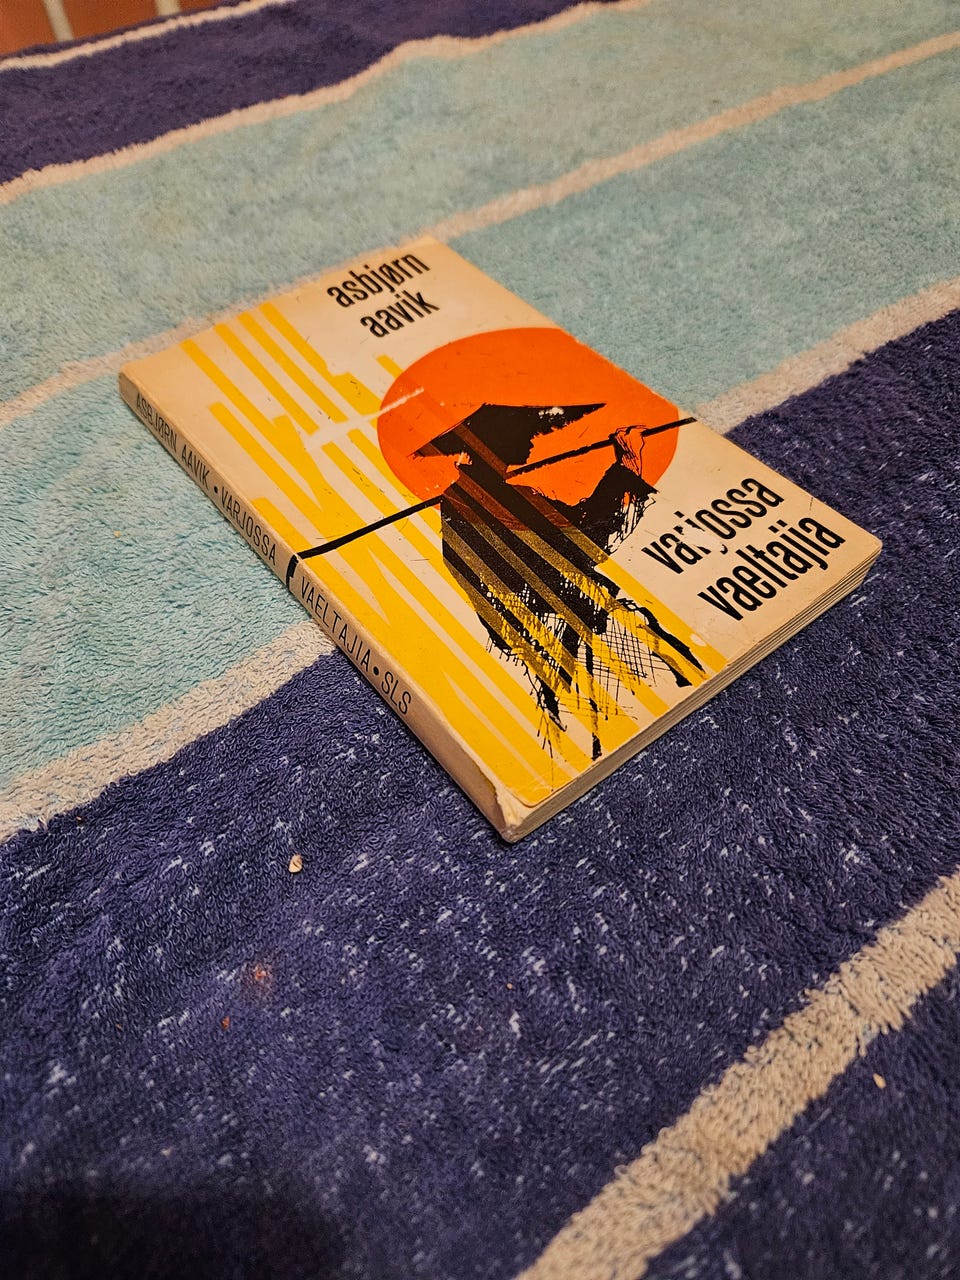 asbjørn
aavik
varjossa
vaeltajia
ASBJØRN AAVIK • VARJOSSA VAELTAJIA • SLS